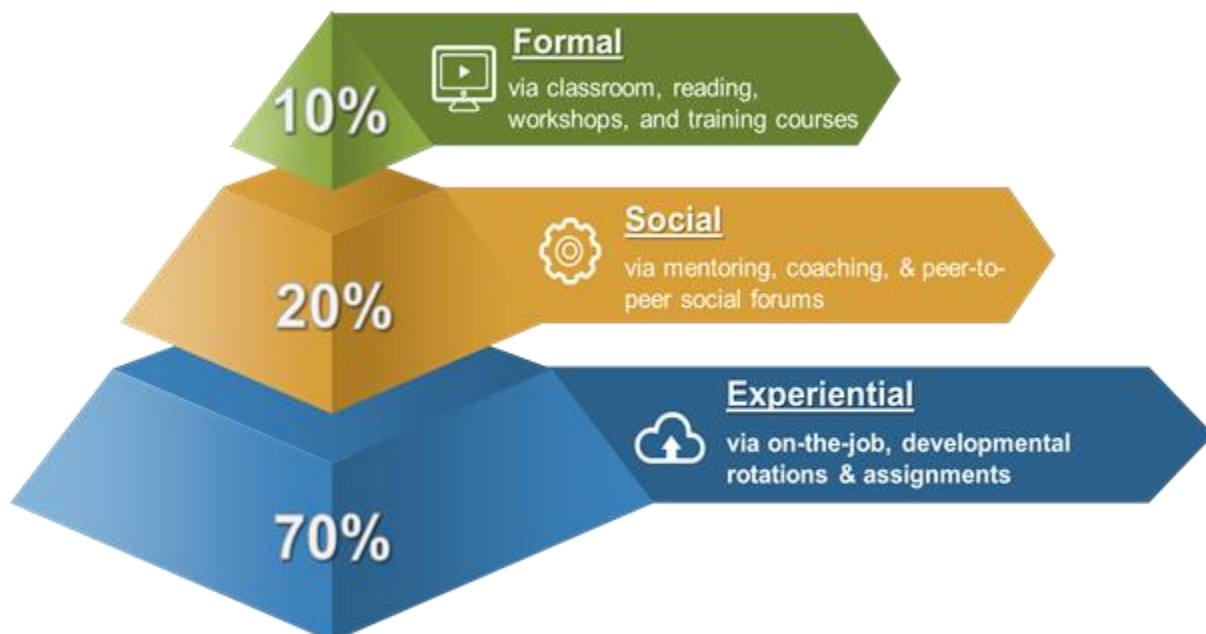 10%
Formal
via classroom, reading,
workshops, and training courses
20%
Social
via mentoring, coaching, & peer-to-
peer social forums
70%
Experiential
via on-the-job, developmental
rotations & assignments